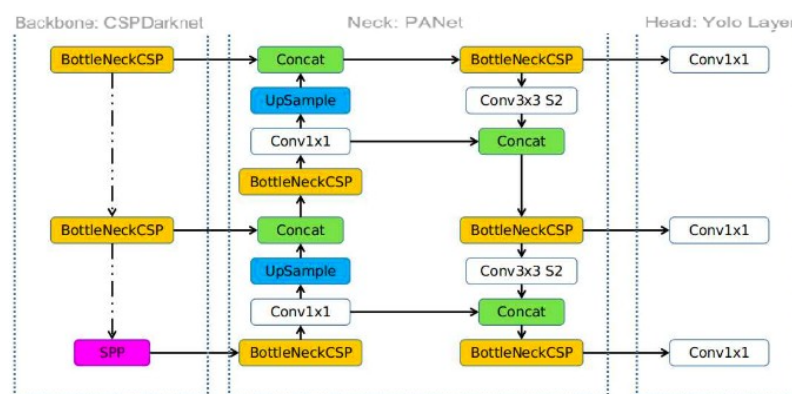 Backbone: CSPDarknet
Neck: PANet
Head: Yolo Layer
BottleNeckCSP
Concat
BottleNeckCSP
Conv1x1
UpSample
Conv3x3 S2
Conv1x1
Concat
BottleNeckCSP
BottleNeckCSP
Concat
BottleNeckCSP
Conv1x1
UpSample
Conv3x3 S2
Conv1x1
Concat
SPP
BottleNeckCSP
BottleNeckCSP
Conv1x1